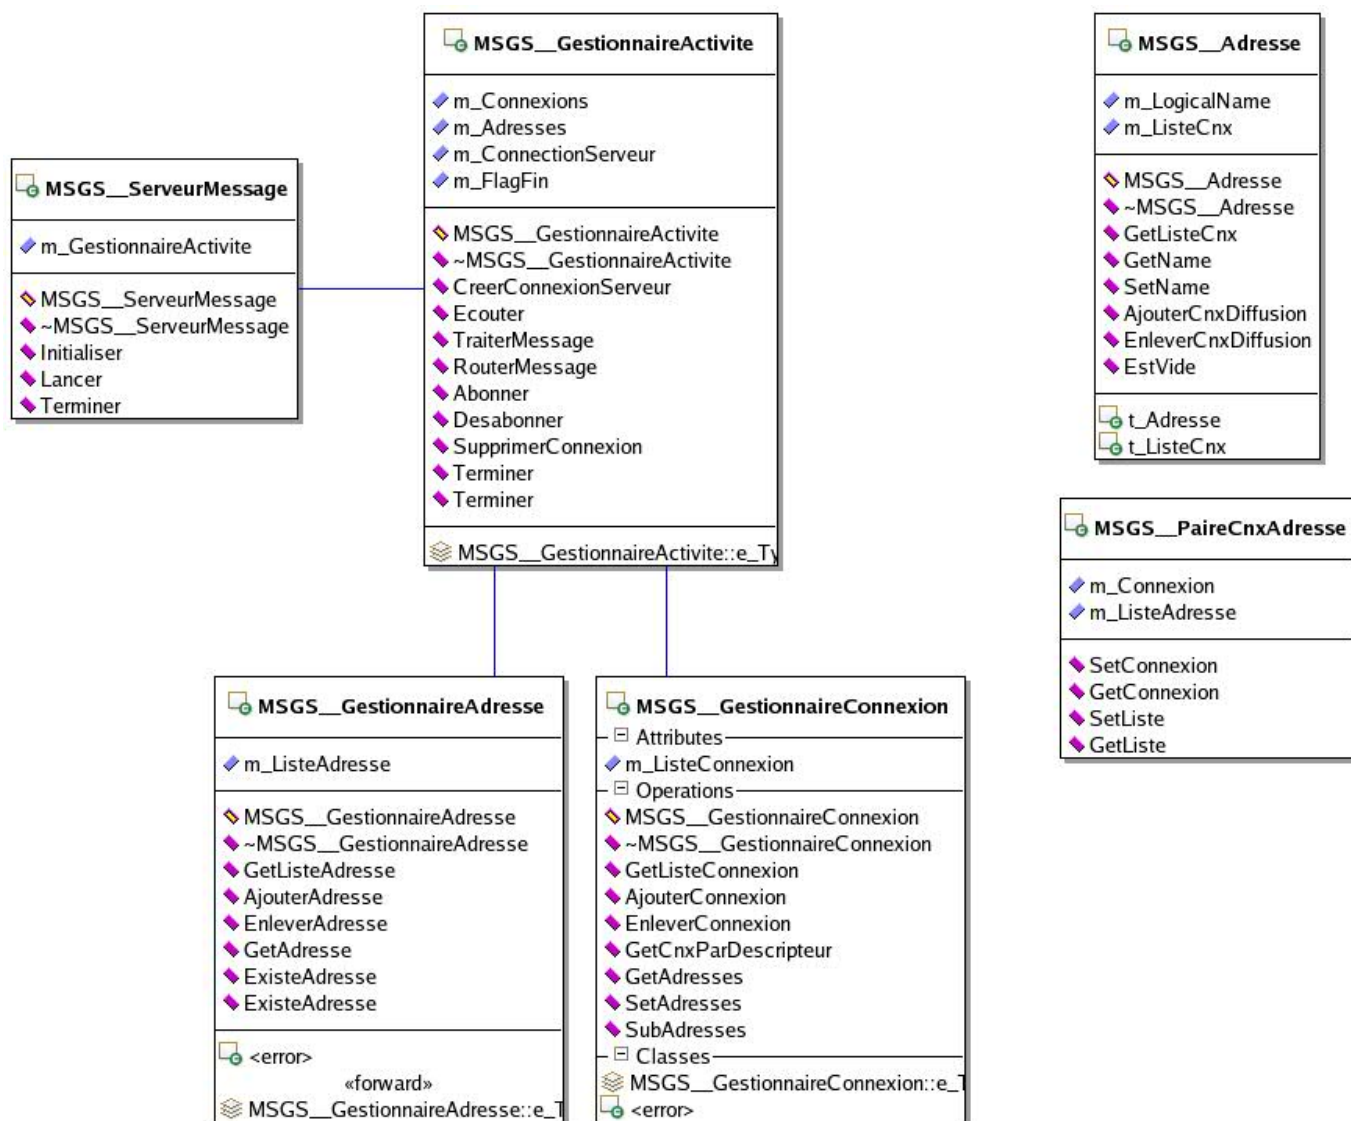 MSGS__ServeurMessage
m_GestionnaireActivite
MSGS__ServeurMessage
~MSGS__ServeurMessage
Initialiser
Lancer
Terminer
MSGS__GestionnaireActivite
m_Connexions
m_Adresses
m_ConnectionServeur
m_FlagFin
MSGS__GestionnaireActivite
~MSGS__GestionnaireActivite
CreerConnexionServeur
Ecouter
TraiterMessage
RouterMessage
Abonner
Desabonner
SupprimerConnexion
Terminer
Terminer
MSGS__GestionnaireActivite::e_Ty
MSGS__Adresse
m_LogicalName
m_ListeCnx
MSGS__Adresse
~MSGS__Adresse
GetListeCnx
GetName
SetName
AjouterCnxDiffusion
EnleverCnxDiffusion
EstVide
t_Adresse
t_ListeCnx
MSGS__PaireCnxAdresse
m_Connexion
m_ListeAdresse
SetConnexion
GetConnexion
SetListe
GetListe
MSGS__GestionnaireAdresse
m_ListeAdresse
MSGS__GestionnaireAdresse
~MSGS__GestionnaireAdresse
GetListeAdresse
AjouterAdresse
EnleverAdresse
GetAdresse
ExisteAdresse
ExisteAdresse
<error>
«forward»
MSGS__GestionnaireAdresse::e_T
MSGS__GestionnaireConnexion
Attributes
m_ListeConnexion
Operations
MSGS__GestionnaireConnexion
~MSGS__GestionnaireConnexion
GetListeConnexion
AjouterConnexion
EnleverConnexion
GetCnxParDescripteur
GetAdresses
SetAdresses
SubAdresses
Classes
MSGS__GestionnaireConnexion::e_T
<error>